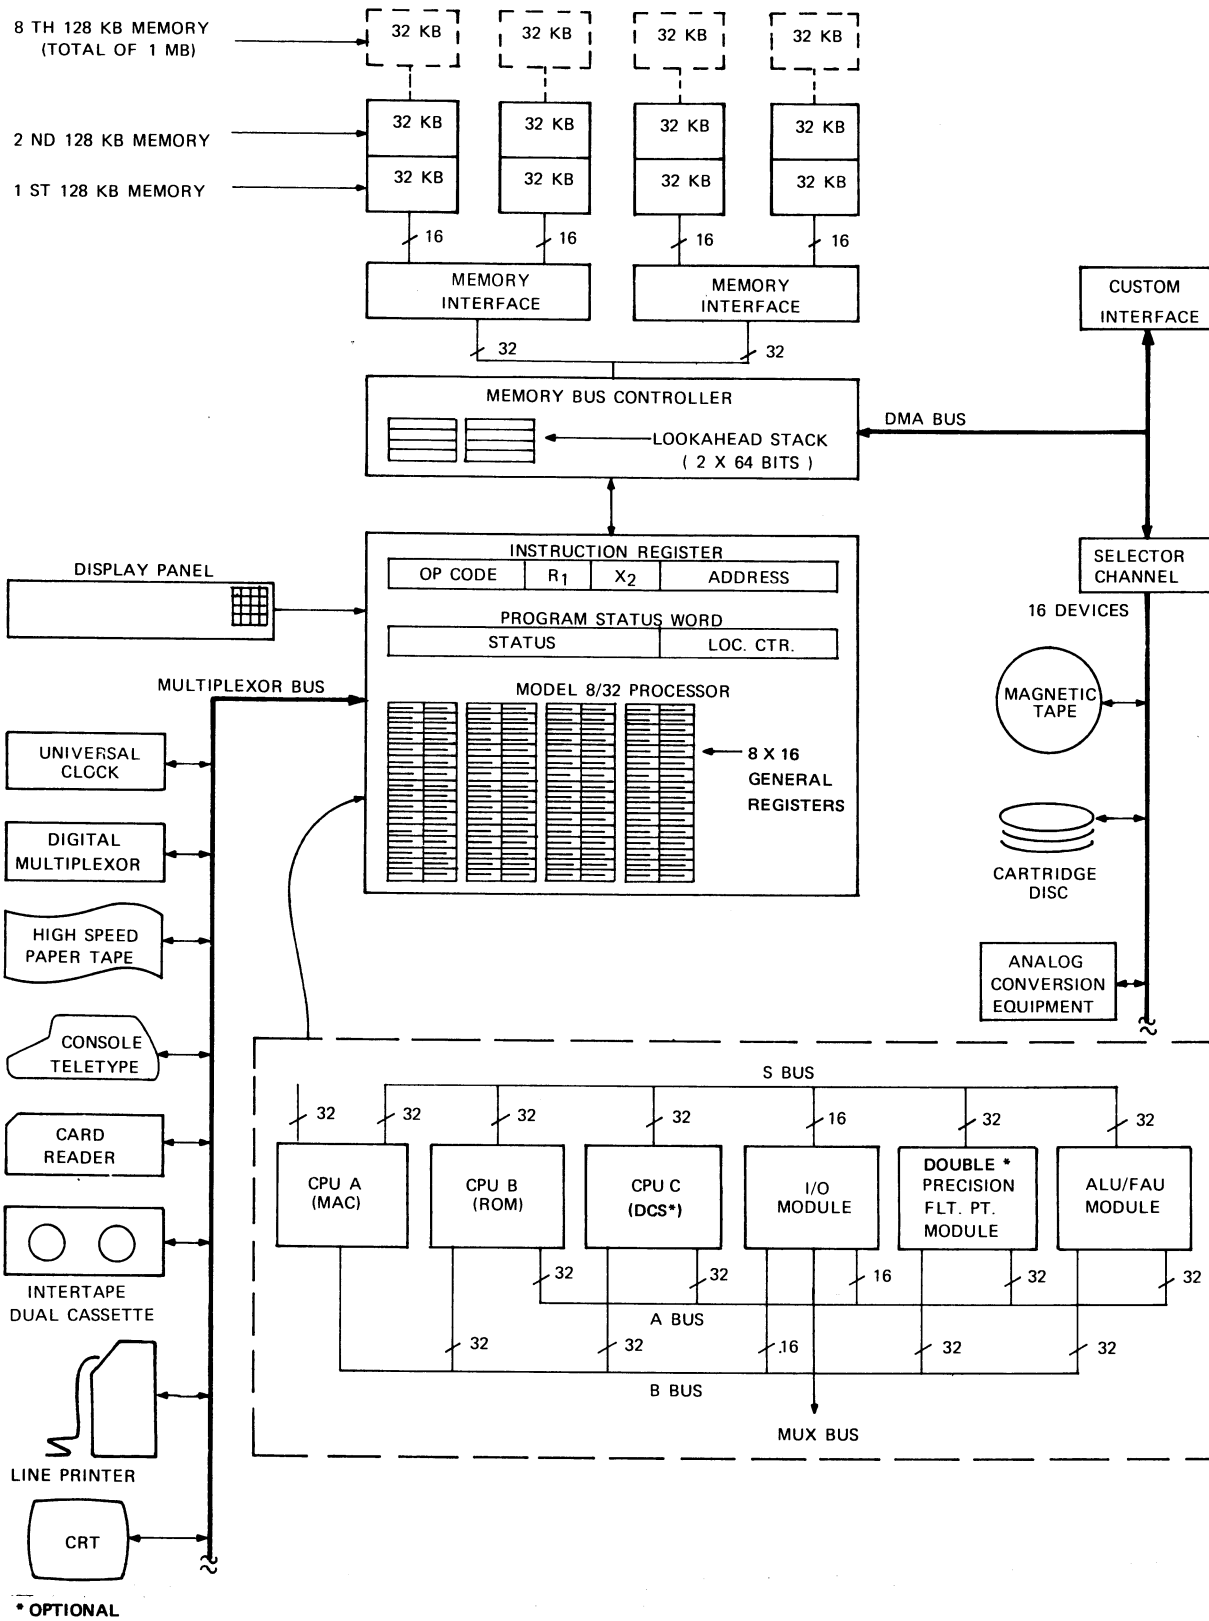 8 TH 128 KB MEMORY
(TOTAL OF 1 MB)
32 KB
32 KB
32 KB
32 KB
2 ND 128 KB MEMORY
32 KB
32 KB
32 KB
32 KB
1 ST 128 KB MEMORY
32 KB
32 KB
32 KB
32 KB
16
16
16
16
MEMORY
INTERFACE
MEMORY
INTERFACE
CUSTOM
INTERFACE
32
32
MEMORY BUS CONTROLLER
LOOKAHEAD STACK
( 2 X 64 BITS )
DMA BUS
INSTRUCTION REGISTER
OP CODE
R1
X2
ADDRESS
PROGRAM STATUS WORD
STATUS
LOC. CTR.
MODEL 8/32 PROCESSOR
8 X 16
GENERAL
REGISTERS
DISPLAY PANEL
SELECTOR
CHANNEL
16 DEVICES
MAGNETIC
TAPE
CARTRIDGE
DISC
ANALOG
CONVERSION
EQUIPMENT
MULTIPLEXOR BUS
UNIVERSAL
CLOCK
DIGITAL
MULTIPLEXOR
HIGH SPEED
PAPER TAPE
CONSOLE
TELETYPE
CARD
READER
INTERTAPE
DUAL CASSETTE
LINE PRINTER
CRT
S BUS
32
32
32
32
16
32
32
CPU A
(MAC)
CPU B
(ROM)
CPU C
(DCS*)
I/O
MODULE
DOUBLE *
PRECISION
FLT. PT.
MODULE
ALU/FAU
MODULE
32
32
16
32
32
A BUS
32
32
.16
32
32
B BUS
MUX BUS
* OPTIONAL